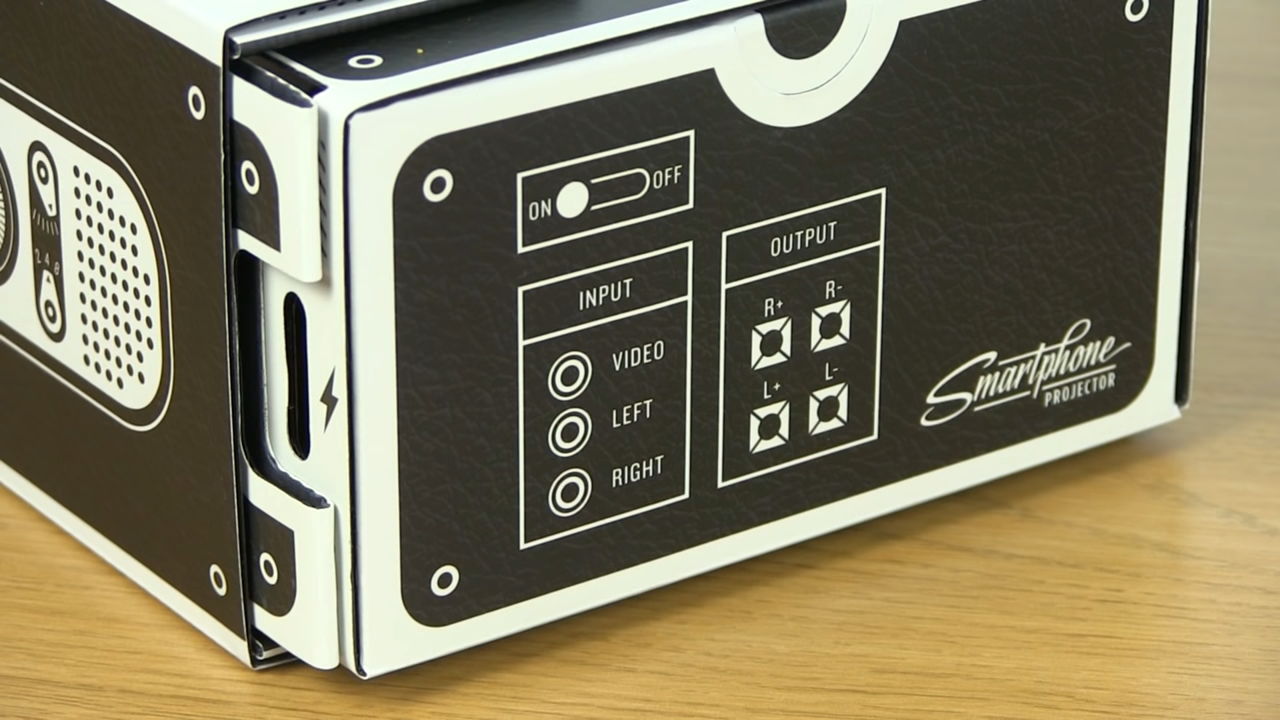 ON OFF
INPUT
VIDEO
LEFT
RIGHT
OUTPUT
R+ R-
L+ L-
Smartphone
PROJECTOR